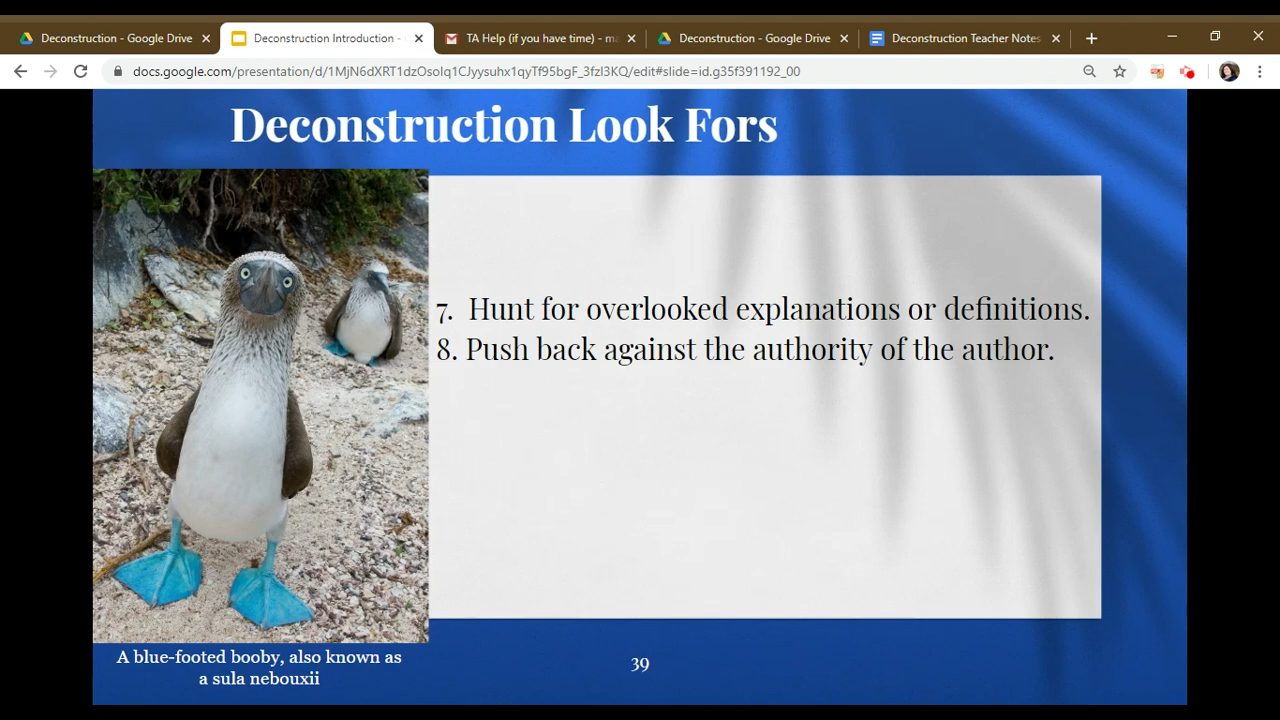 Deconstruction - Google Drive
Deconstruction Introduction -
TA Help (if you have time) - ma
Deconstruction - Google Drive
Deconstruction Teacher Notes
docs.google.com/presentation/d/1MjN6dXRT1dzOsoIq1CJyysuhx1qyTf95bgF_3fzI3KQ/edit#slide=id.g35f391192_00
Deconstruction Look Fors
7. Hunt for overlooked explanations or definitions.
8. Push back against the authority of the author.
A blue-footed booby, also known as
a sula nebouxii
39